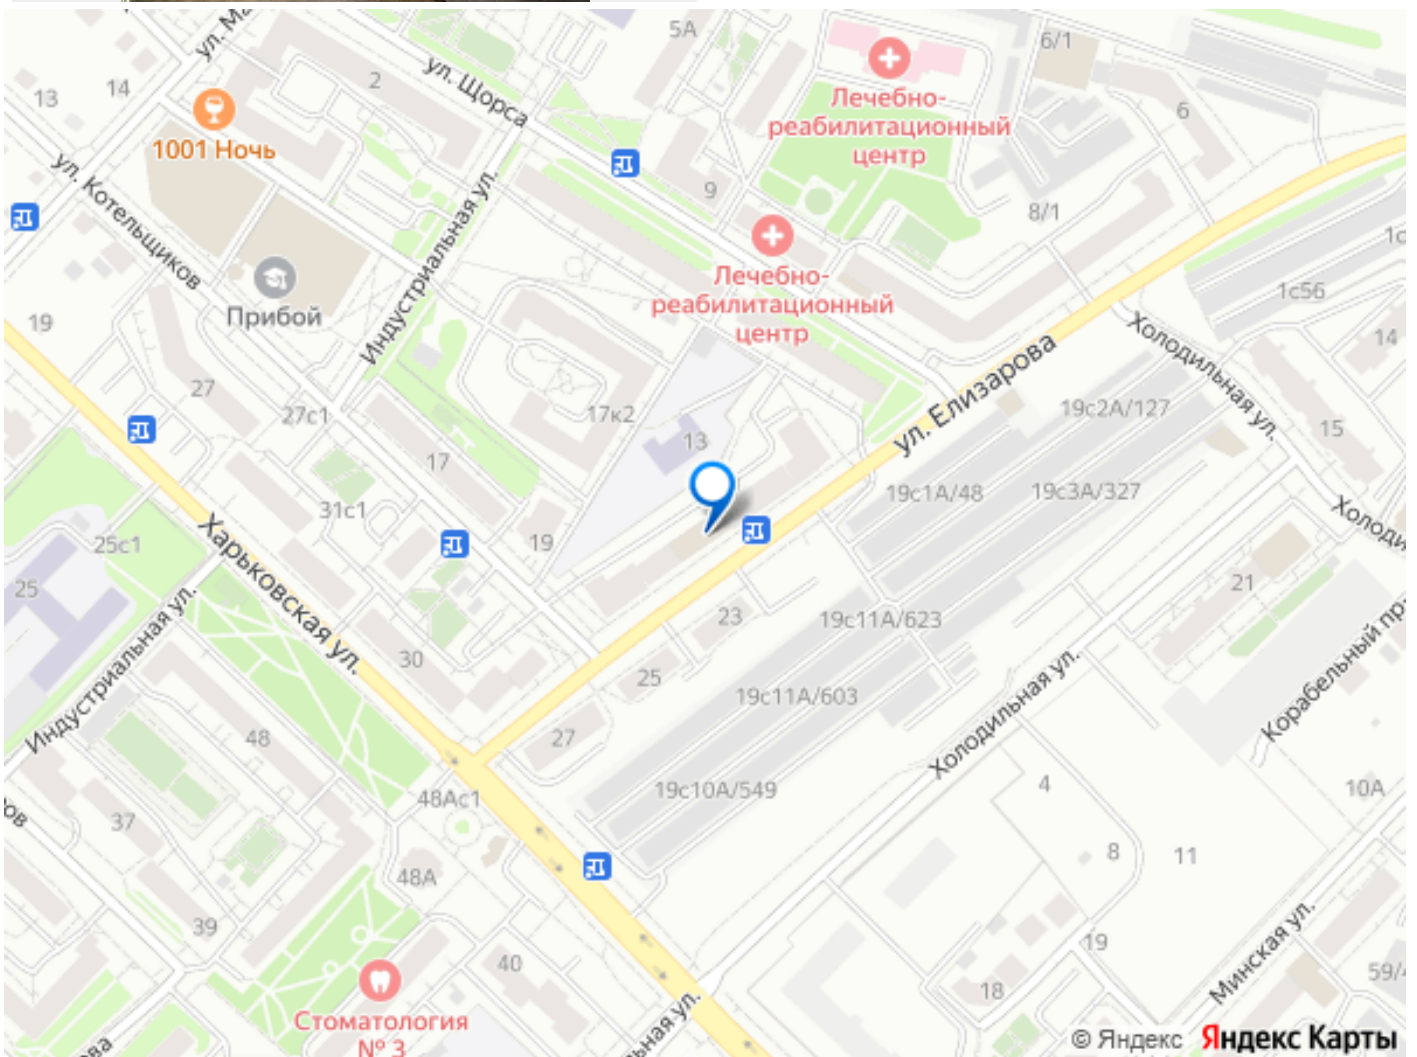 5А
6/1
ул. Щорса
2
14
13
1001 Ночь
Лечебно-
реабилитационный
центр
6
ул. Котельщиков
Индустриальная ул.
9
8/1
Лечебно-
реабилитационный
центр
Прибой
19
1с56
14
Холодильная ул.
ул. Елизарова
27
27с1
17к2
13
17
19с2А/127
15
19с1А/48
19с3А/327
31с1
19
25с1
25
Харьковская ул.
Индустриальная ул.
21
23
19с11А/623
30
25
19с11А/603
Холодильная ул.
Корабельный пр
48
27
19с10А/549
48Ас1
4
10А
37
8
11
48А
39
40
19
18
Минская ул.
59/4
Стоматология
№ 3
© Яндекс Яндекс Карты